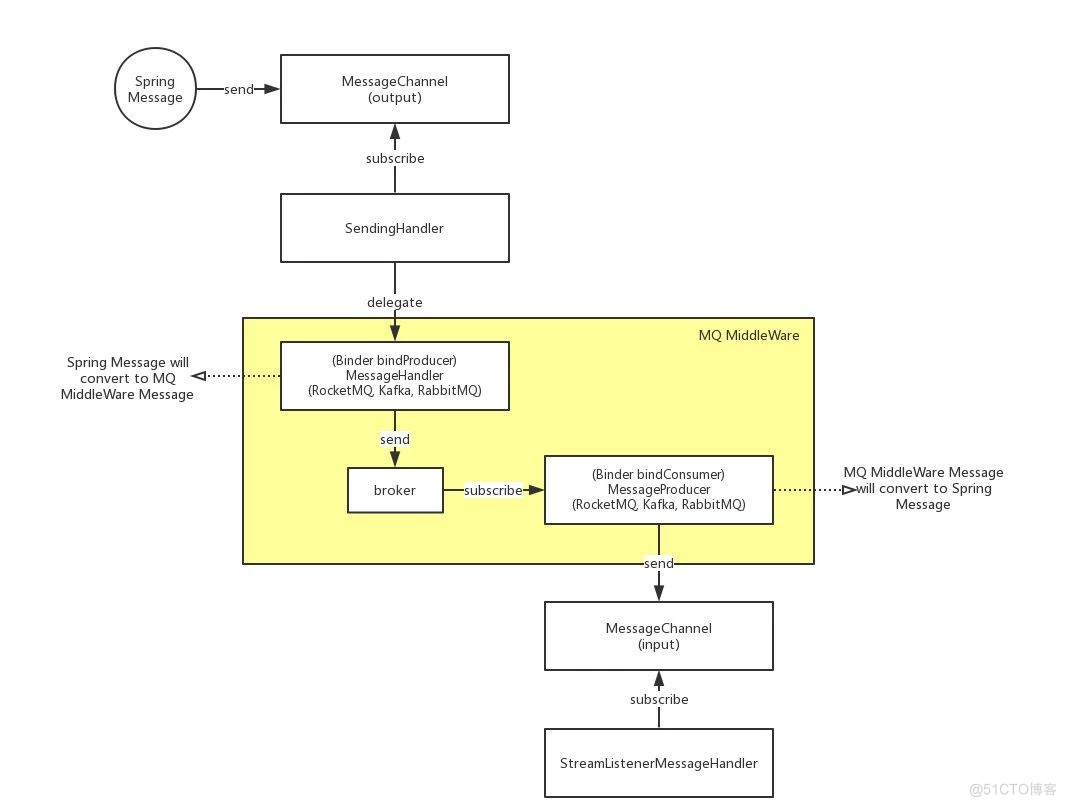 Spring
Message
send
MessageChannel
(output)
subscribe
SendingHandler
delegate
MQ MiddleWare
Spring Message will
convert to MQ
MiddleWare Message
(Binder bindProducer)
MessageHandler
(RocketMQ, Kafka, RabbitMQ)
send
broker
subscribe
(Binder bindConsumer)
MessageProducer
(RocketMQ, Kafka, RabbitMQ)
MQ MiddleWare Message
will convert to Spring
Message
send
MessageChannel
(input)
subscribe
StreamListenerMessageHandler
@51CTO博客